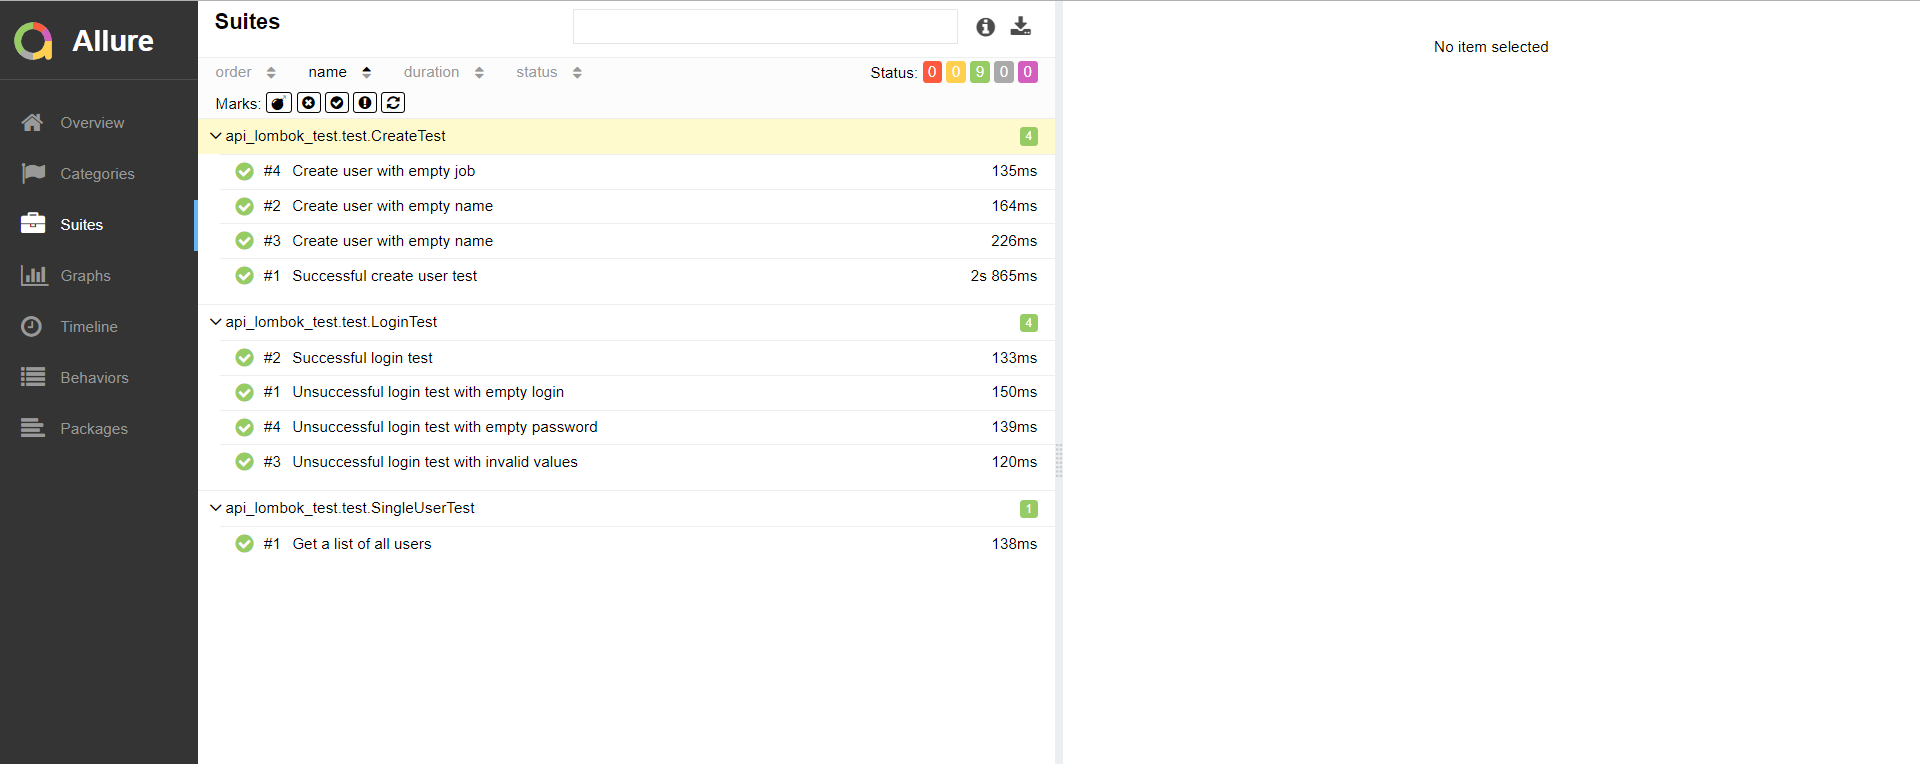 Allure
Overview
Categories
Suites
Graphs
Timeline
Behaviors
Packages
Suites
order name duration status Status: 0 0 9 0 0
Marks:
api_lombok_test.test.CreateTest 4
#4 Create user with empty job 135ms
#2 Create user with empty name 164ms
#3 Create user with empty name 226ms
#1 Successful create user test 2s 865ms
api_lombok_test.test.LoginTest 4
#2 Successful login test 133ms
#1 Unsuccessful login test with empty login 150ms
#4 Unsuccessful login test with empty password 139ms
#3 Unsuccessful login test with invalid values 120ms
api_lombok_test.test.SingleUserTest 1
#1 Get a list of all users 138ms
No item selected